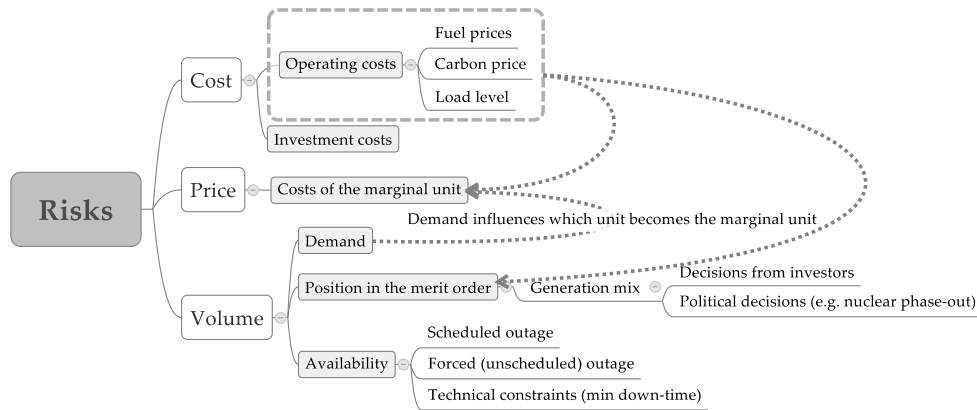 Risks
Cost
Operating costs
Fuel prices
Carbon price
Load level
Investment costs
Price
Costs of the marginal unit
Demand influences which unit becomes the marginal unit
Volume
Demand
Position in the merit order
Generation mix
Decisions from investors
Political decisions (e.g. nuclear phase-out)
Availability
Scheduled outage
Forced (unscheduled) outage
Technical constraints (min down-time)